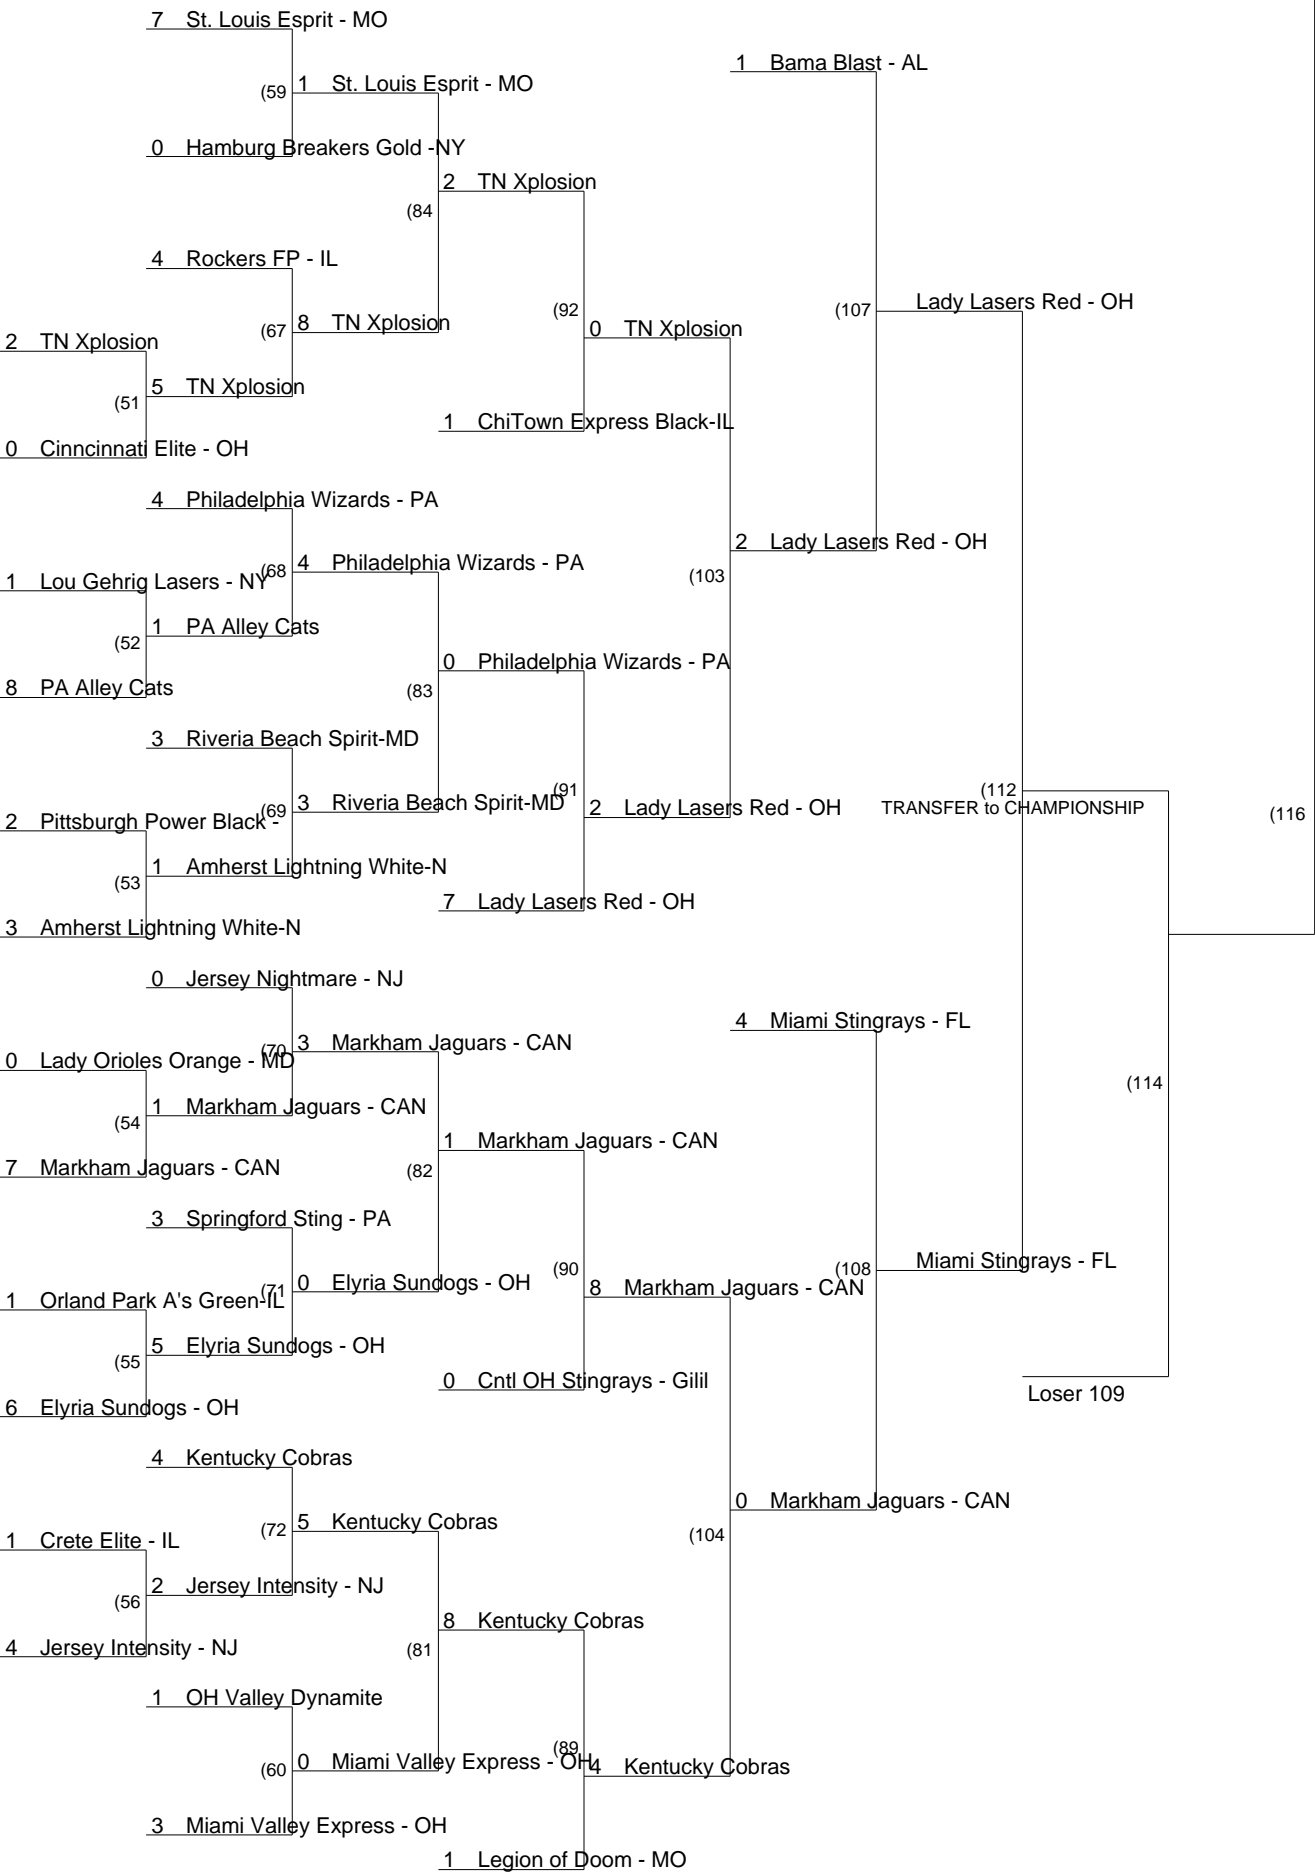 7 St. Louis Esprit - MO
1 Bama Blast - AL
(59 1 St. Louis Esprit - MO
0 Hamburg Breakers Gold -NY
2 TN Xplosion
(84
4 Rockers FP - IL
(92
(107 Lady Lasers Red - OH
(67 8 TN Xplosion
0 TN Xplosion
2 TN Xplosion
5 TN Xplosion
(51
1 ChiTown Express Black-IL
0 Cinncinnati Elite - OH
4 Philadelphia Wizards - PA
2 Lady Lasers Red - OH
(68 4 Philadelphia Wizards - PA
(103
1 Lou Gehrig Lasers - NY
1 PA Alley Cats
(52
0 Philadelphia Wizards - PA
8 PA Alley Cats
(83
3 Riveria Beach Spirit-MD
(91
(112
(69 3 Riveria Beach Spirit-MD
2 Lady Lasers Red - OH
TRANSFER to CHAMPIONSHIP
(116
2 Pittsburgh Power Black -
1 Amherst Lightning White-N
(53
7 Lady Lasers Red - OH
3 Amherst Lightning White-N
0 Jersey Nightmare - NJ
4 Miami Stingrays - FL
(70 3 Markham Jaguars - CAN
0 Lady Orioles Orange - MD
(114
1 Markham Jaguars - CAN
(54
1 Markham Jaguars - CAN
7 Markham Jaguars - CAN
(82
3 Springford Sting - PA
(90
(108 Miami Stingrays - FL
(71 0 Elyria Sundogs - OH
8 Markham Jaguars - CAN
1 Orland Park A's Green-IL
5 Elyria Sundogs - OH
(55
0 Cntl OH Stingrays - Gilil
Loser 109
6 Elyria Sundogs - OH
4 Kentucky Cobras
0 Markham Jaguars - CAN
(72 5 Kentucky Cobras
(104
1 Crete Elite - IL
2 Jersey Intensity - NJ
(56
8 Kentucky Cobras
4 Jersey Intensity - NJ
(81
1 OH Valley Dynamite
(89
(60 0 Miami Valley Express - OH
4 Kentucky Cobras
3 Miami Valley Express - OH
1 Legion of Doom - MO